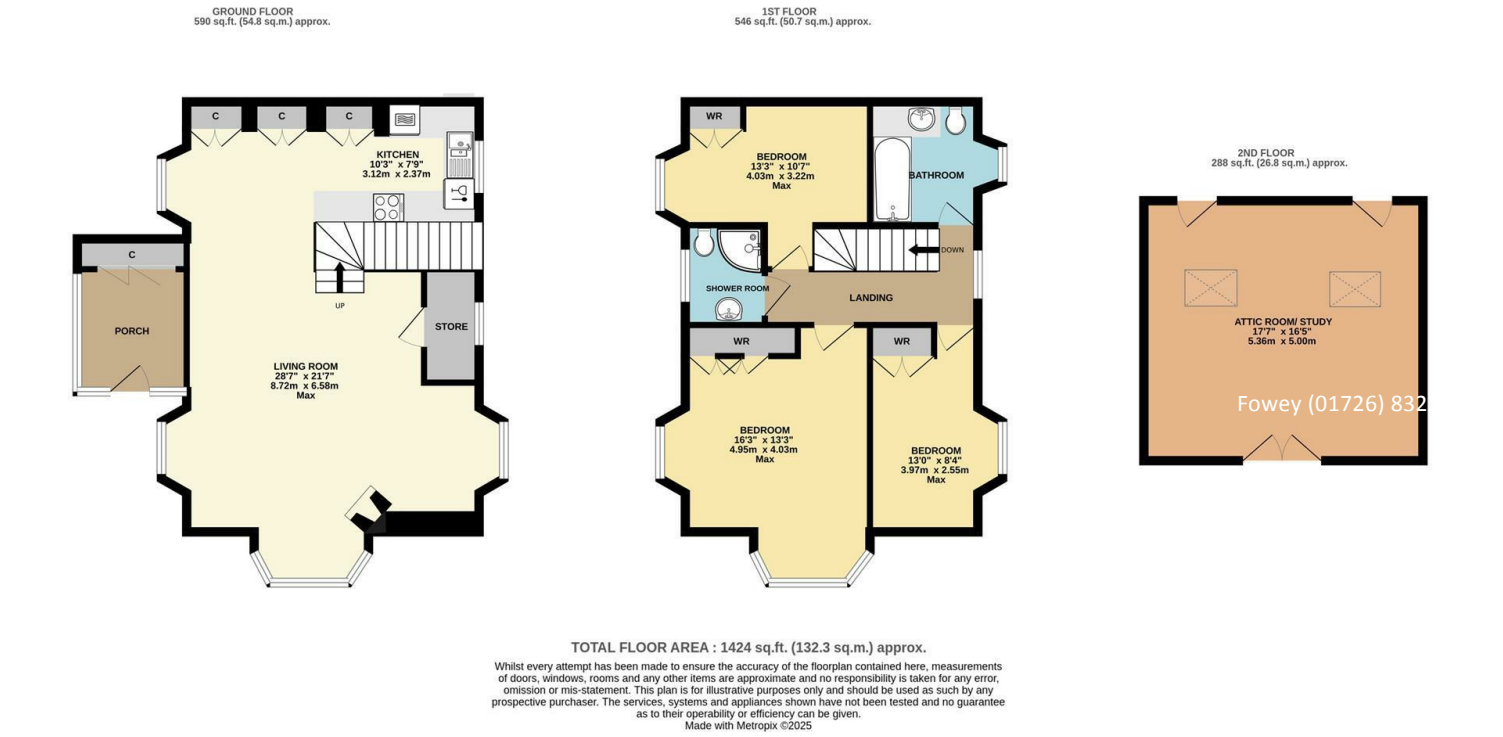 GROUND FLOOR
590 sq.ft. (54.8 sq.m.) approx.
1ST FLOOR
546 sq.ft. (50.7 sq.m.) approx.
2ND FLOOR
288 sq.ft. (26.8 sq.m.) approx.
C
C
C
KITCHEN
10'3" x 7'9"
3.12m x 2.37m
C
PORCH
UP
STORE
LIVING ROOM
28'7" x 21'7"
8.72m x 6.58m
Max
WR
BEDROOM
13'3" x 10'7"
4.03m x 3.22m
Max
BATHROOM
DOWN
SHOWER ROOM
LANDING
WR
WR
BEDROOM
16'3" x 13'3"
4.95m x 4.03m
Max
BEDROOM
13'0" x 8'4"
3.97m x 2.55m
Max
ATTIC ROOM/ STUDY
17'7" x 16'5"
5.36m x 5.00m
Fowey (01726) 832
TOTAL FLOOR AREA : 1424 sq.ft. (132.3 sq.m.) approx.
Whilst every attempt has been made to ensure the accuracy of the floorplan contained here, measurements
of doors, windows, rooms and any other items are approximate and no responsibility is taken for any error,
omission or mis-statement. This plan is for illustrative purposes only and should be used as such by any
prospective purchaser. The services, systems and appliances shown have not been tested and no guarantee
as to their operability or efficiency can be given.
Made with Metropix ©2025